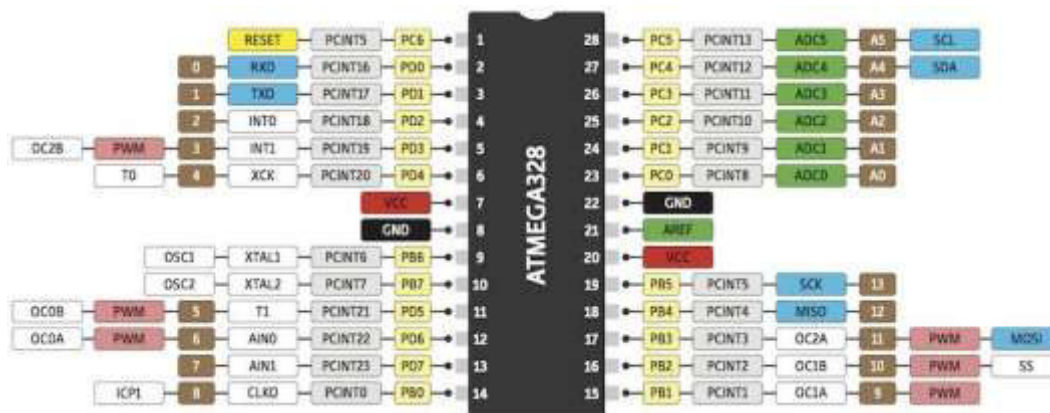 RESET PCINT5 PC6 1 28 PC5 PCINT13 ADC5 A5 SCL
0 RXD PCINT16 PD0 2 27 PC4 PCINT12 ADC4 A4 SDA
1 TXD PCINT17 PD1 3 26 PC3 PCINT11 ADC3 A3
2 INT0 PCINT18 PD2 4 25 PC2 PCINT10 ADC2 A2
OC2B PWM 3 INT1 PCINT19 PD3 5 24 PC1 PCINT9 ADC1 A1
T0 4 XCK PCINT20 PD4 6 23 PC0 PCINT8 ADC0 A0
VCC 7 22 GND
GND 8 21 AREF
OSC1 XTAL1 PCINT6 PB6 9 20 VCC
OSC2 XTAL2 PCINT7 PB7 10 19 PB5 PCINT5 SCK 13
OC0B PWM 5 T1 PCINT21 PD5 11 18 PB4 PCINT4 MISO 12
OC0A PWM 6 AIN0 PCINT22 PD6 12 17 PB3 PCINT3 OC2A 11 PWM MOSI
7 AIN1 PCINT23 PD7 13 16 PB2 PCINT2 OC1B 10 PWM SS
ICP1 8 CLKO PCINT0 PB0 14 15 PB1 PCINT1 OC1A 9 PWM
ATMEGA328